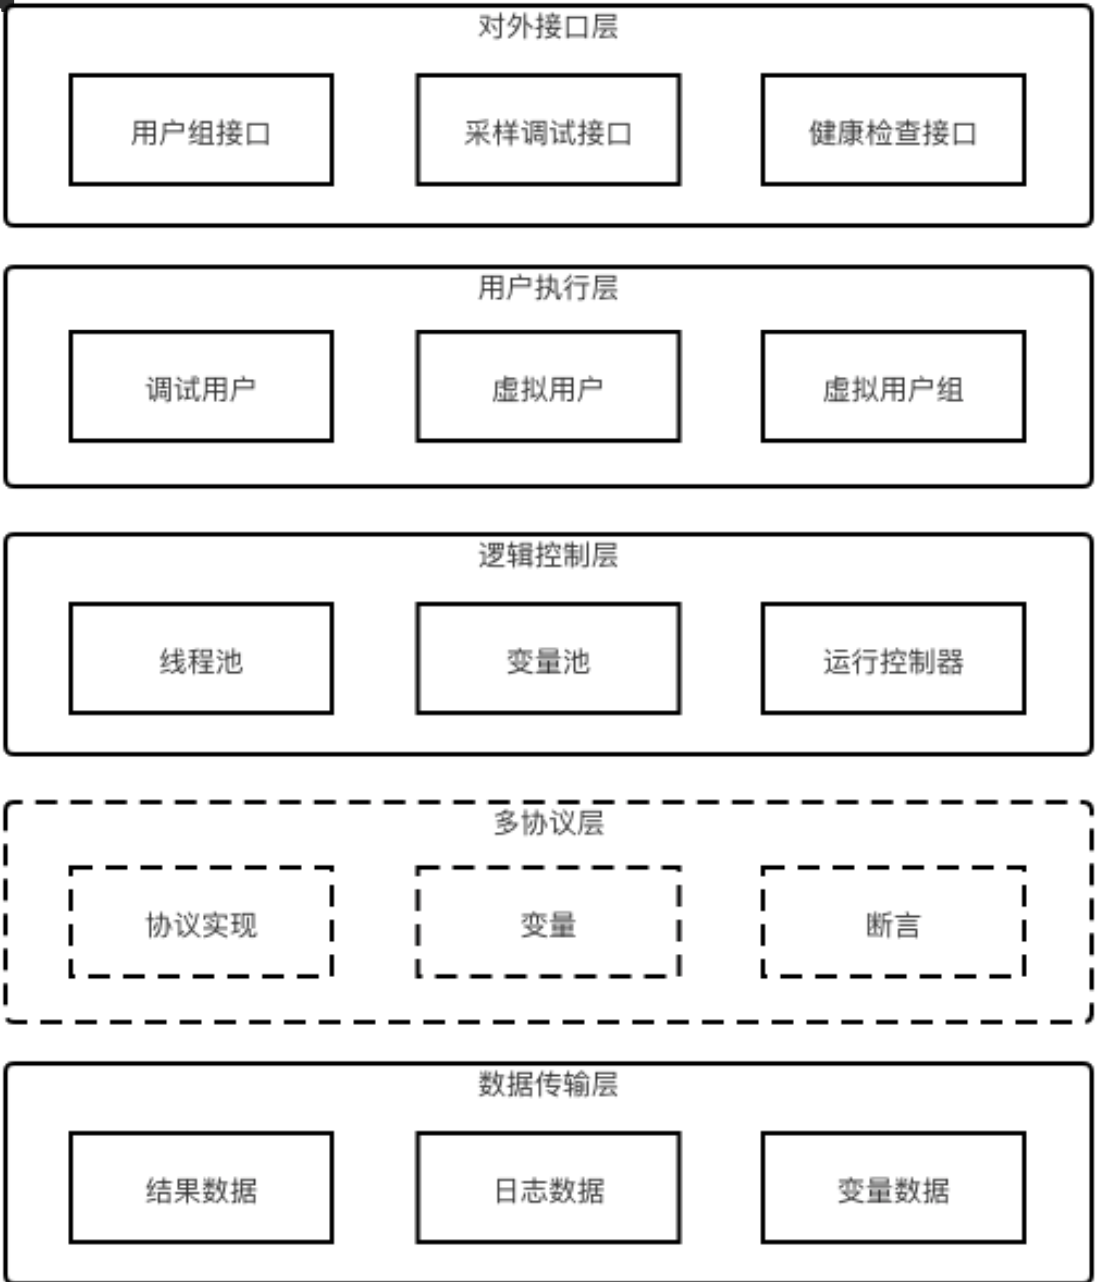 对外接口层
用户组接口 采样调试接口 健康检查接口
用户执行层
调试用户 虚拟用户 虚拟用户组
逻辑控制层
线程池 变量池 运行控制器
多协议层
协议实现 变量 断言
数据传输层
结果数据 日志数据 变量数据